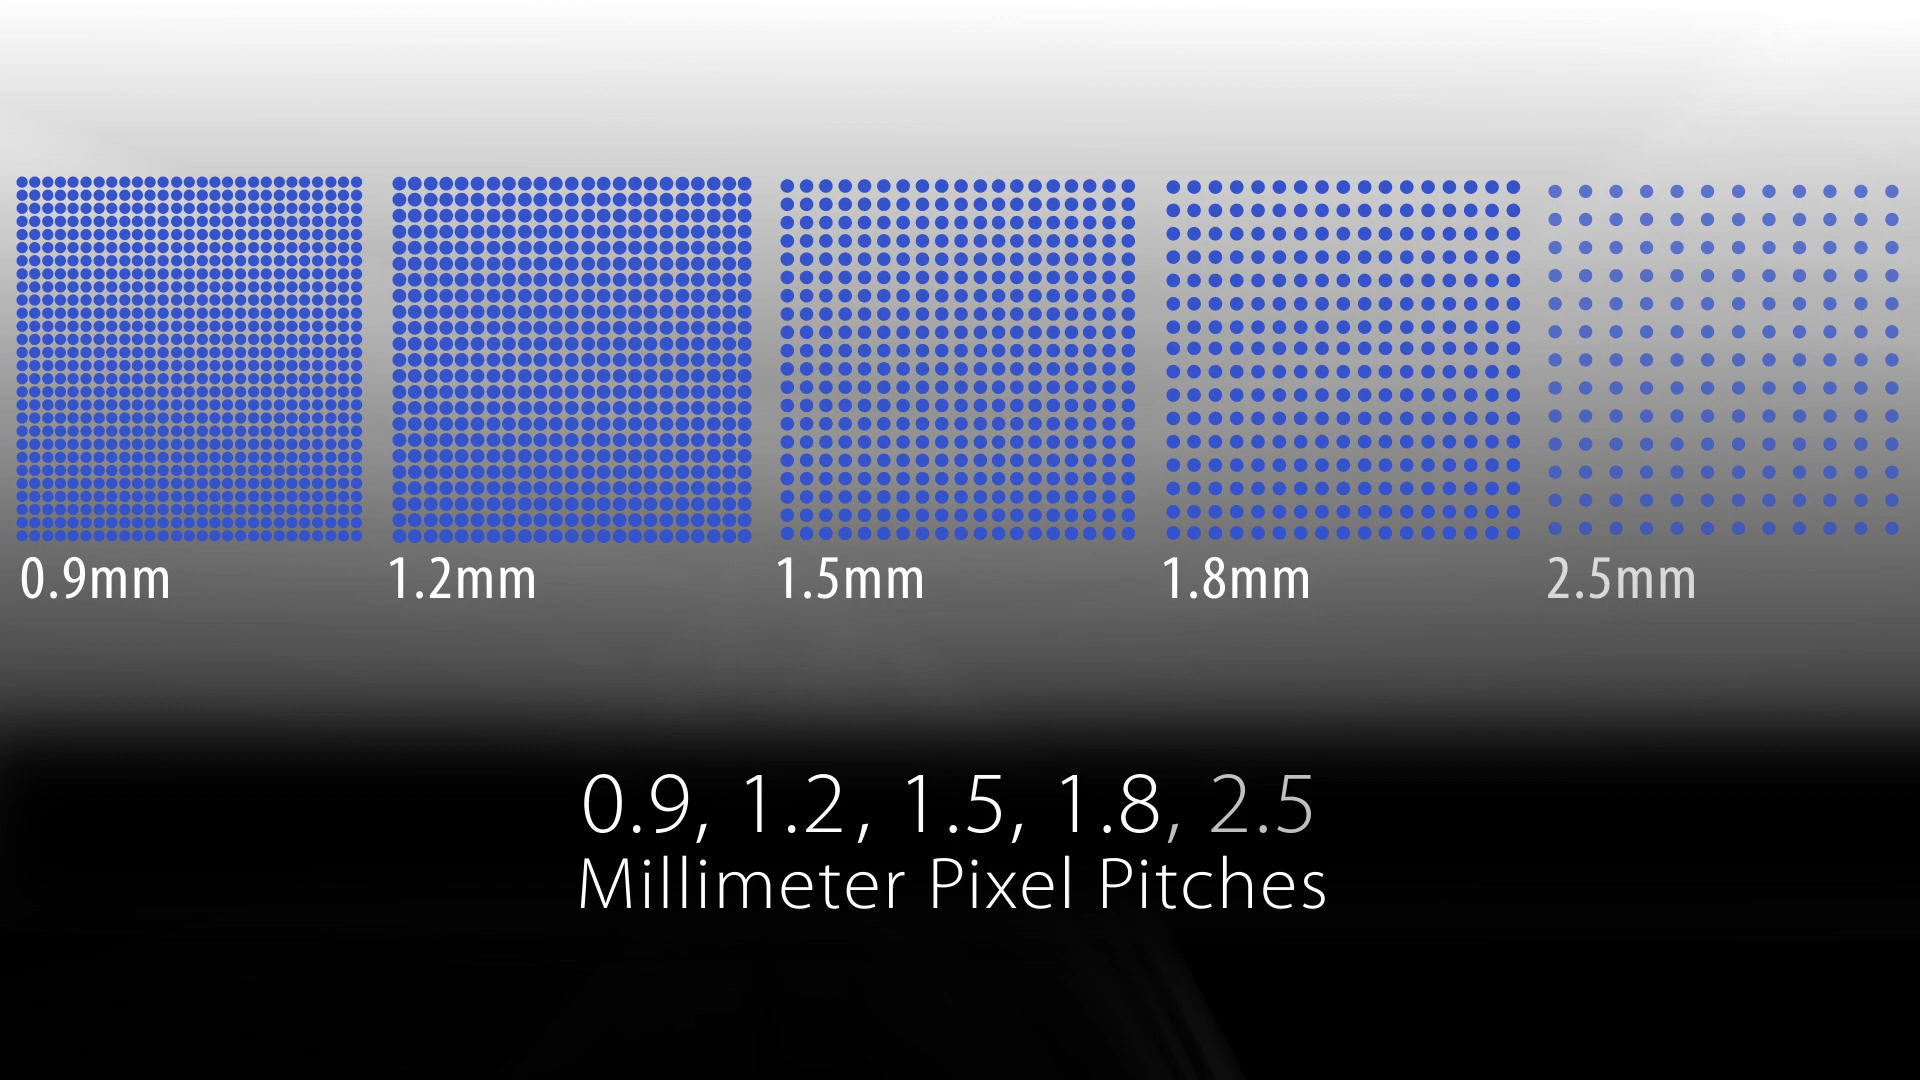 0.9mm
1.2mm
1.5mm
1.8mm
2.5mm
0.9, 1.2, 1.5, 1.8, 2.5
Millimeter Pixel Pitches